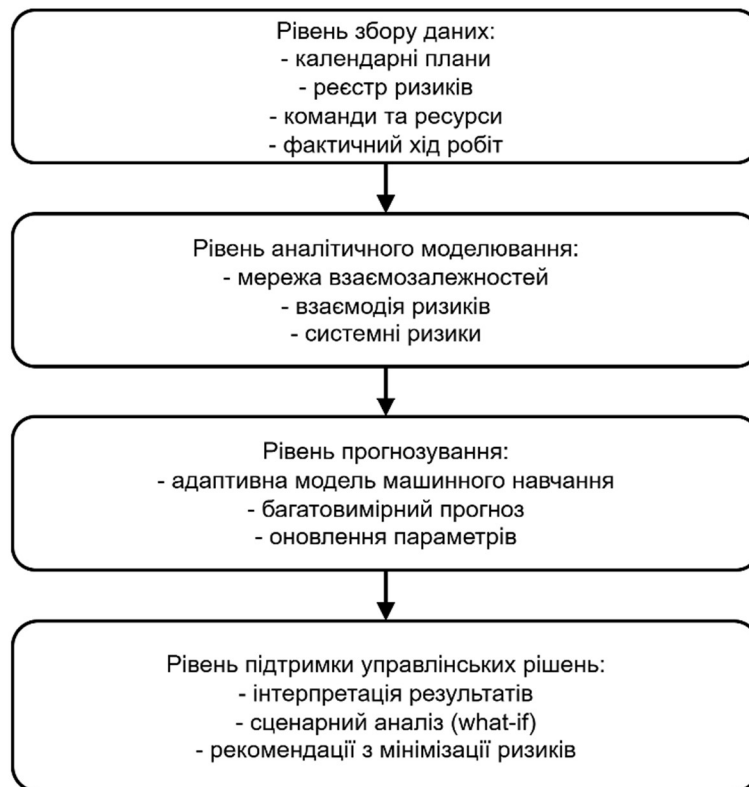 Рівень збору даних:
- календарні плани
- реєстр ризиків
- команди та ресурси
- фактичний хід робіт
Рівень аналітичного моделювання:
- мережа взаємозалежностей
- взаємодія ризиків
- системні ризики
Рівень прогнозування:
- адаптивна модель машинного навчання
- багатовимірний прогноз
- оновлення параметрів
Рівень підтримки управлінських рішень:
- інтерпретація результатів
- сценарний аналіз (what-if)
- рекомендації з мінімізації ризиків